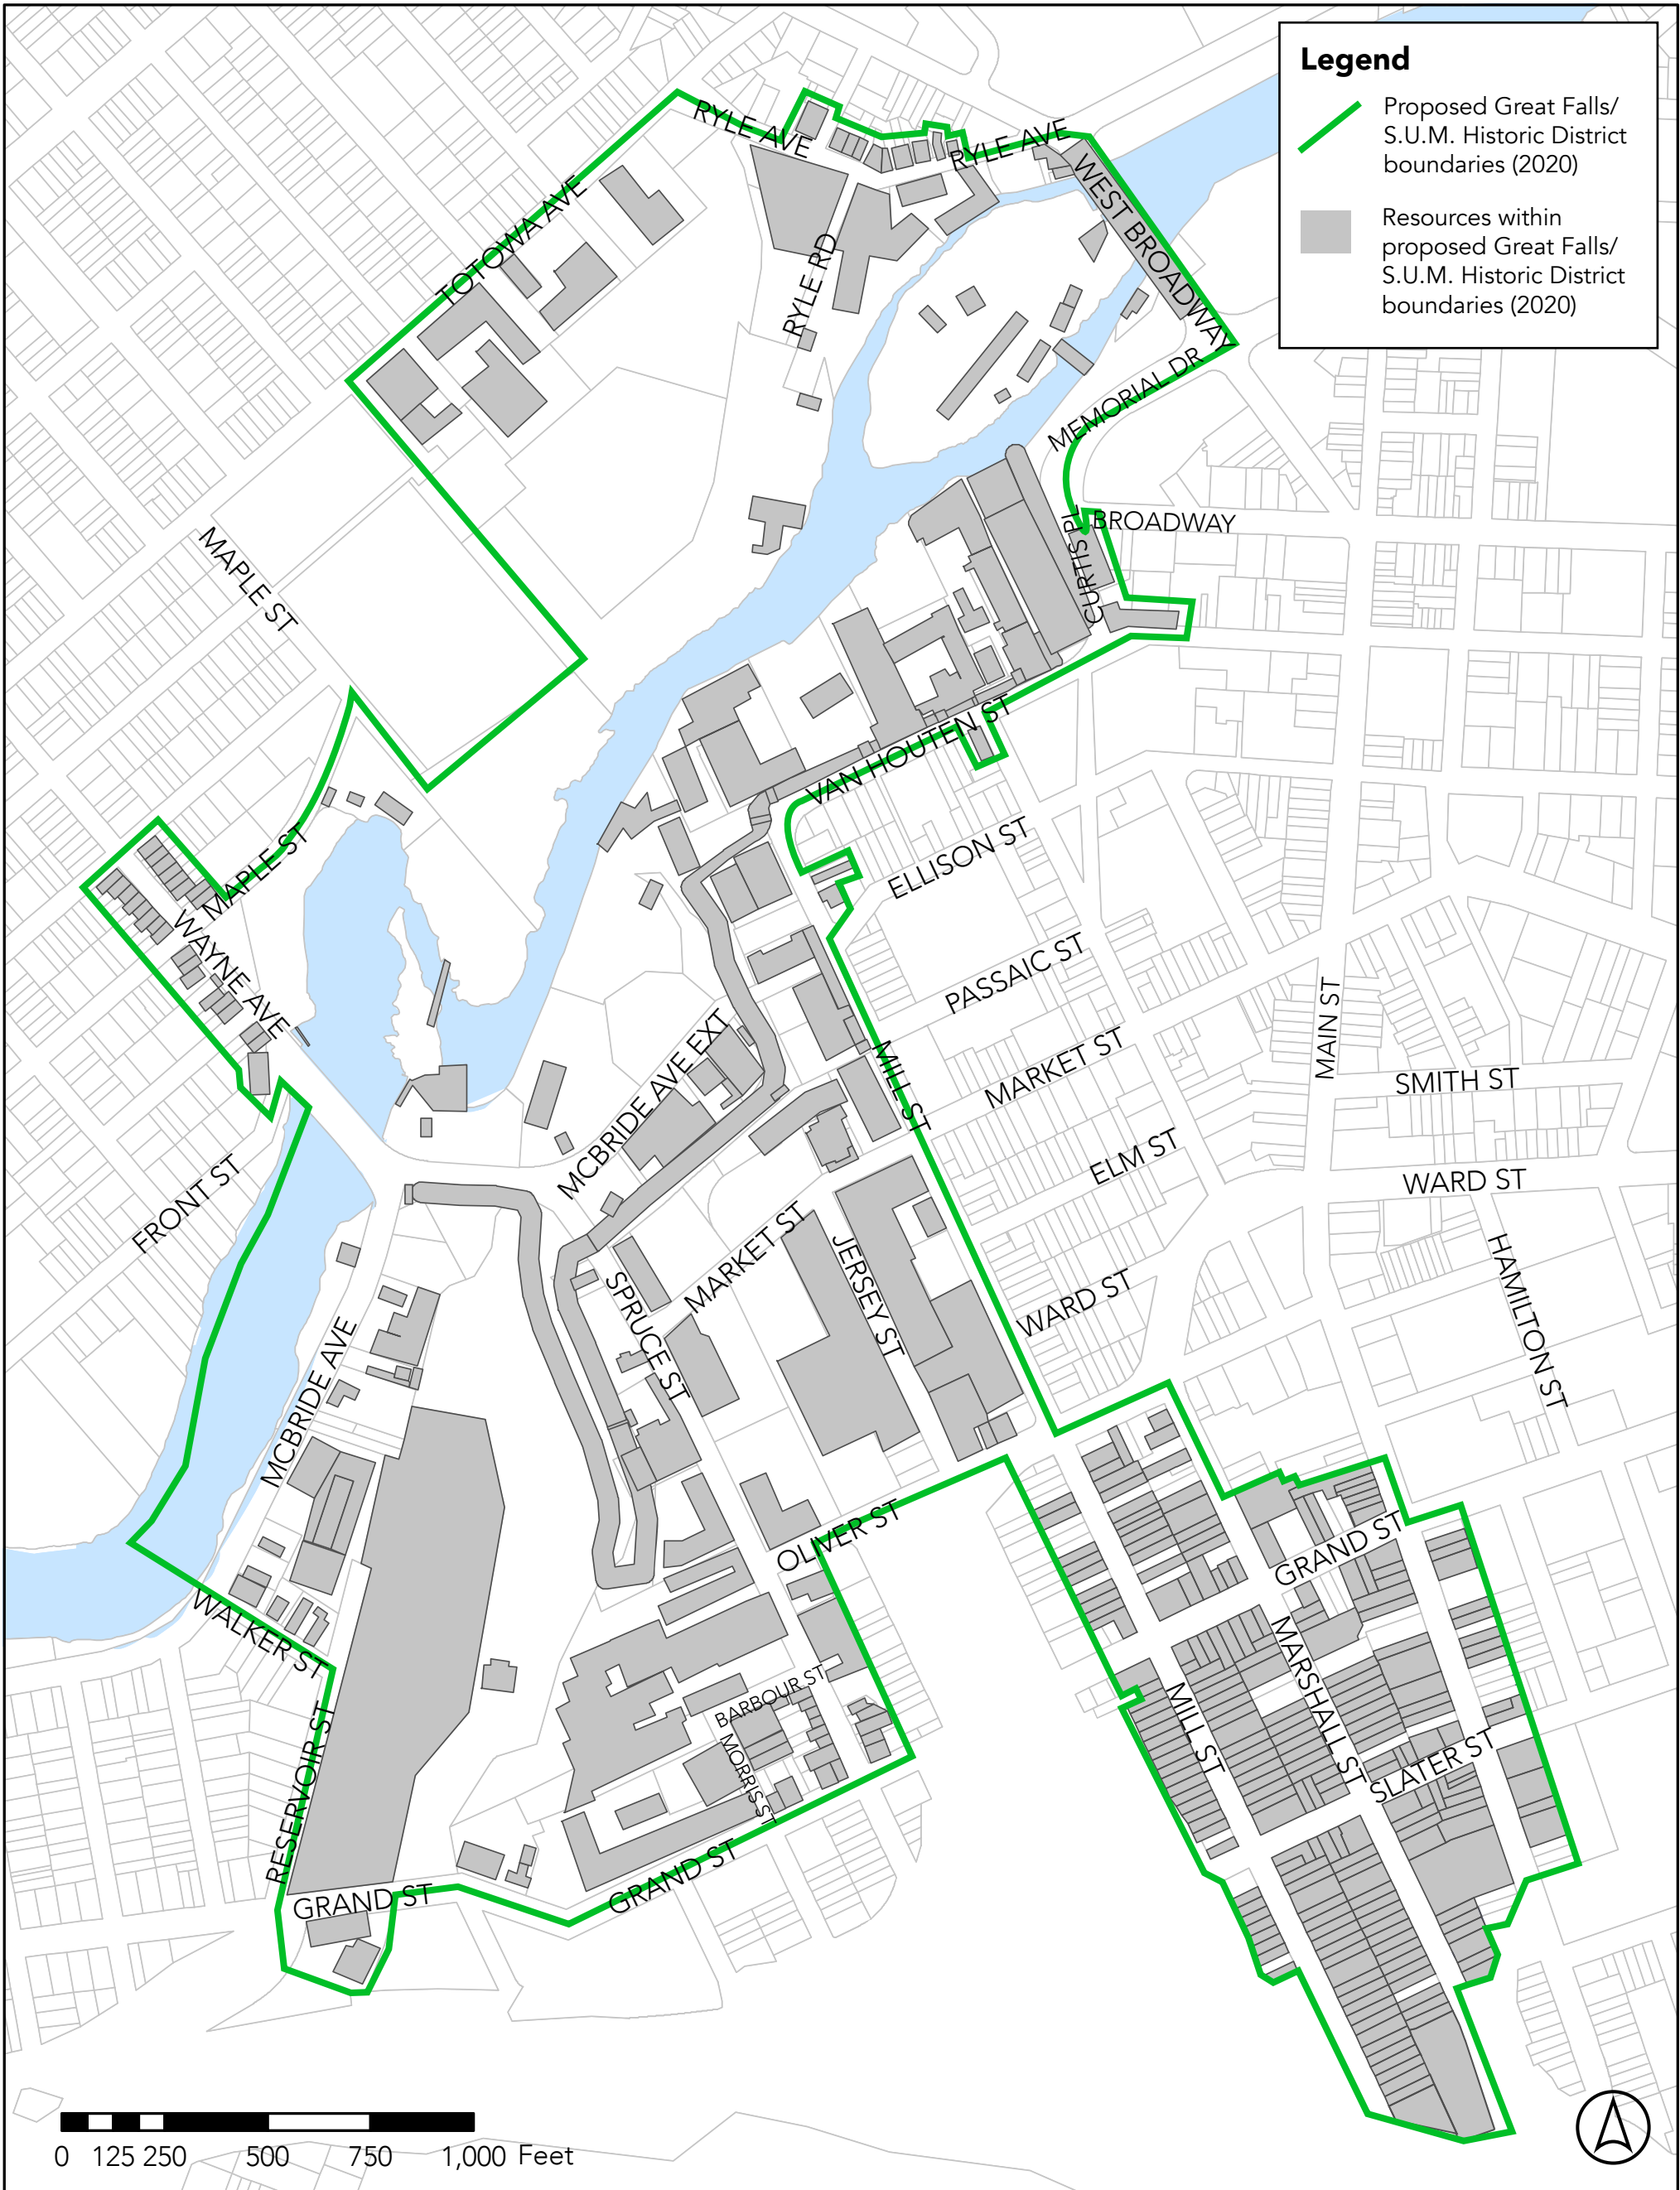 Legend
Proposed Great Falls/
S.U.M. Historic District
boundaries (2020)
Resources within
proposed Great Falls/
S.U.M. Historic District
boundaries (2020)
RYLE AVE
RYLE AVE
WEST BROADWAY
TOTOWA AVE
RYLE RD
MEMORIAL DR
BROADWAY
CURTIS PL
MAPLE ST
VAN HOUTEN ST
ELLISON ST
MAPLE ST
WAYNE AVE
PASSAIC ST
MAIN ST
MARKET ST
MILL ST
SMITH ST
MCBRIDE AVE EXT
ELM ST
WARD ST
FRONT ST
MARKET ST
JERSEY ST
SPRUCE ST
WARD ST
HAMILTON ST
MCBRIDE AVE
OLIVER ST
GRAND ST
WALKER ST
BARBOUR ST
MORRIS ST
MILL ST
MARSHALL ST
SLATER ST
RESERVOIR ST
GRAND ST
GRAND ST
0 125 250 500 750 1,000 Feet